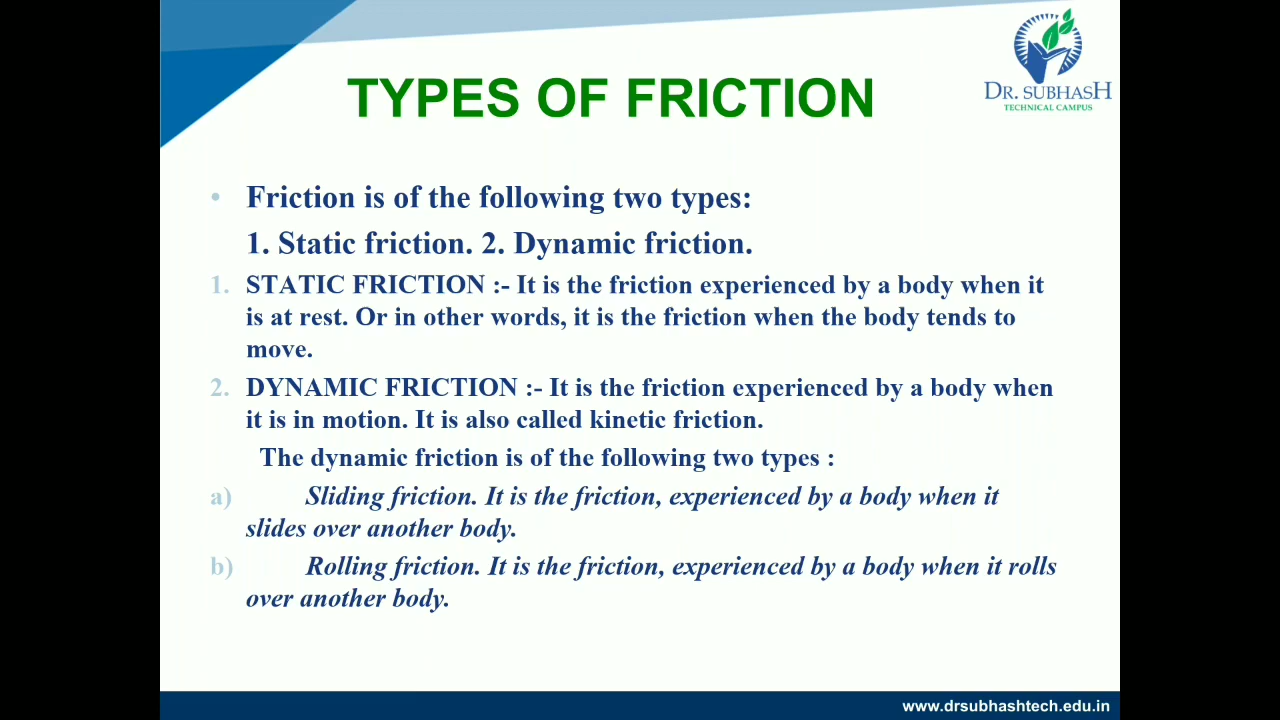 DR. SUBHASH
TECHNICAL CAMPUS
TYPES OF FRICTION
• Friction is of the following two types:
1. Static friction. 2. Dynamic friction.
1. STATIC FRICTION :- It is the friction experienced by a body when it
is at rest. Or in other words, it is the friction when the body tends to
move.
2. DYNAMIC FRICTION :- It is the friction experienced by a body when
it is in motion. It is also called kinetic friction.
The dynamic friction is of the following two types :
a) Sliding friction. It is the friction, experienced by a body when it
slides over another body.
b) Rolling friction. It is the friction, experienced by a body when it rolls
over another body.
www.drsubhashtech.edu.in